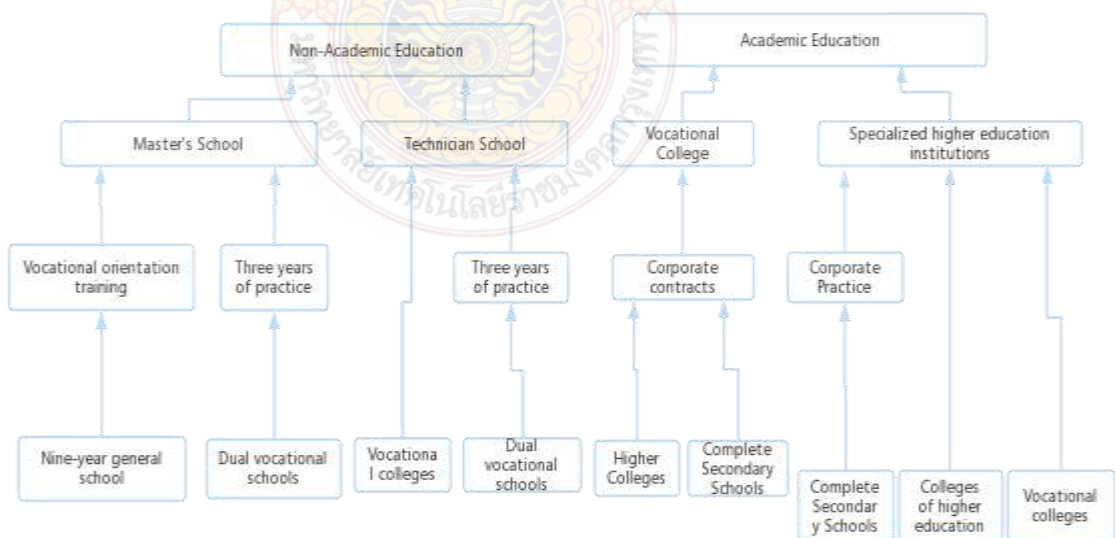 Non-Academic Education
Academic Education
Master's School
Technician School
Vocational
College
Specialized higher education
institutions
Vocational orientation
training
Three years
of practice
Three years
of practice
Corporate
contracts
Corporate
Practice
Nine-year general
school
Dual vocational
schools
Vocationa
l colleges
Dual
vocational
schools
Higher
Colleges
Complete
Secondary
Schools
Complete
Secondar
y Schools
Colleges
of higher
education
Vocational
colleges